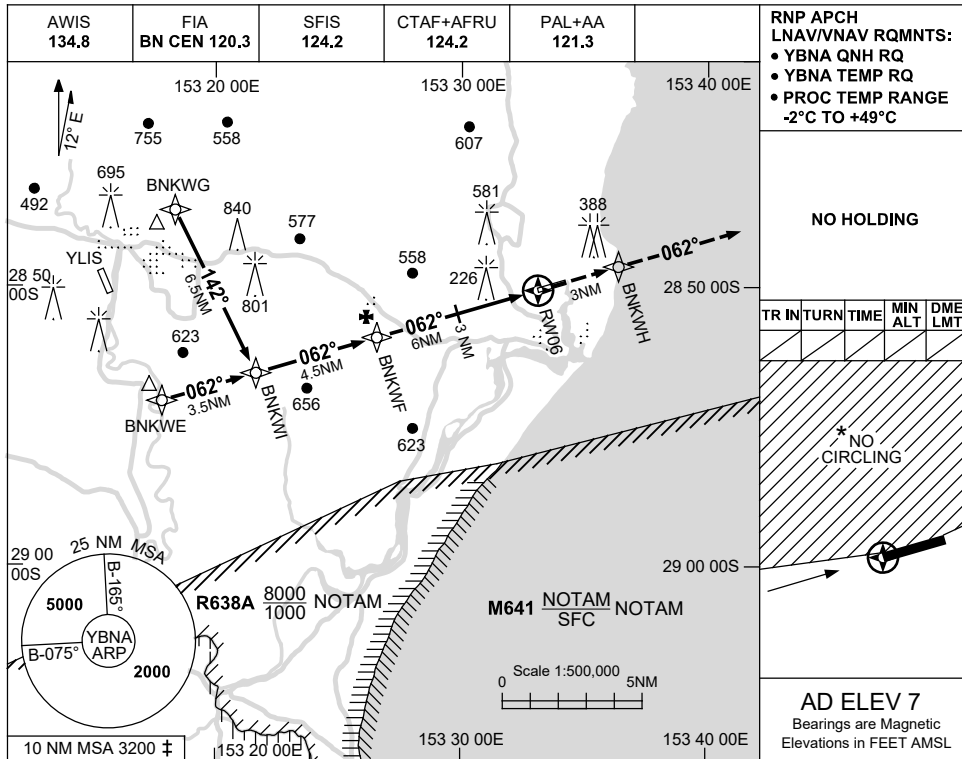 AWIS
134.8
FIA
BN CEN 120.3
SFIS
124.2
CTAF+AFRU
124.2
PAL+AA
121.3
RNP APCH
LNAV/VNAV RQMNTS:
• YBNA QNH RQ
• YBNA TEMP RQ
• PROC TEMP RANGE
-2°C TO +49°C
153 20 00E
153 30 00E
153 40 00E
12° E
755
558
607
492
695
BNKWG
840
577
581
388
NO HOLDING
YLIS
558
226
062°
28 50
00S
142°
6.5NM
801
3NM
BNKWH
28 50 00S
RW06
062°
6NM
3 NM
623
062°
4.5NM
BNKWF
062°
3.5NM
BNKWI
656
BNKWE
623
TR IN
TURN
TIME
MIN
ALT
DME
LMT
* NO
CIRCLING
29 00
00S
25 NM MSA
B-165°
5000
YBNA
ARP
B-075°
2000
R638A 8000
1000 NOTAM
M641 NOTAM
SFC NOTAM
29 00 00S
Scale 1:500,000
0
5NM
10 NM MSA 3200 ‡
153 20 00E
153 30 00E
153 40 00E
AD ELEV 7
Bearings are Magnetic
Elevations in FEET AMSL